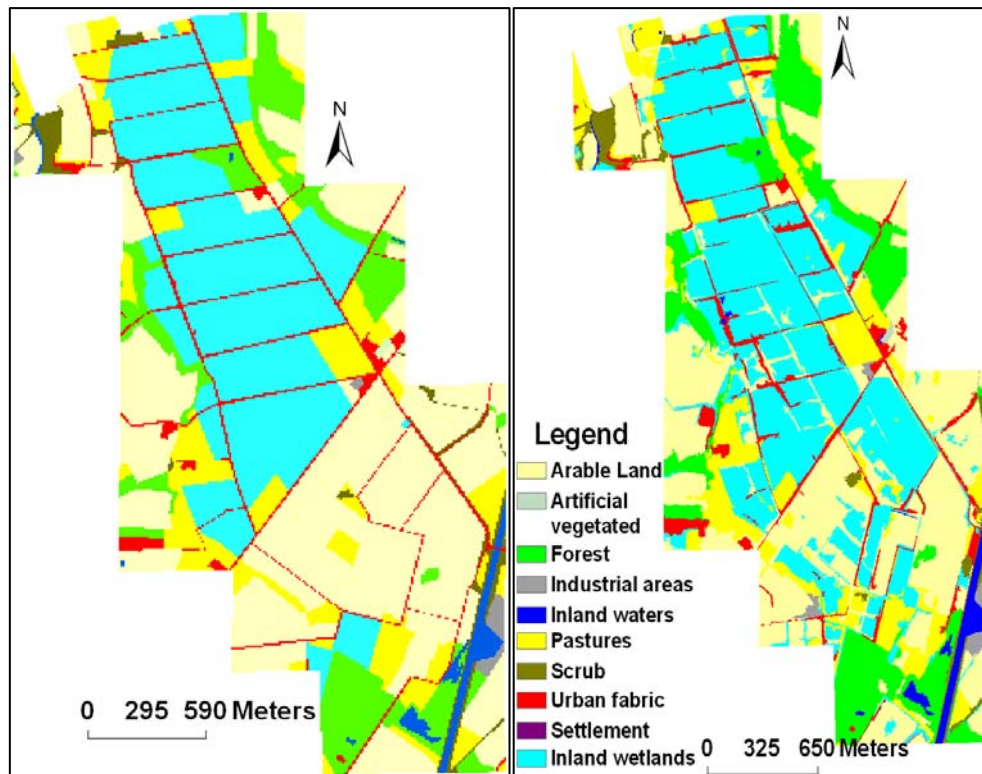 N
0 295 590 Meters
N
Legend
Arable Land
Artificial
vegetated
Forest
Industrial areas
Inland waters
Pastures
Scrub
Urban fabric
Settlement
Inland wetlands
0 325 650 Meters